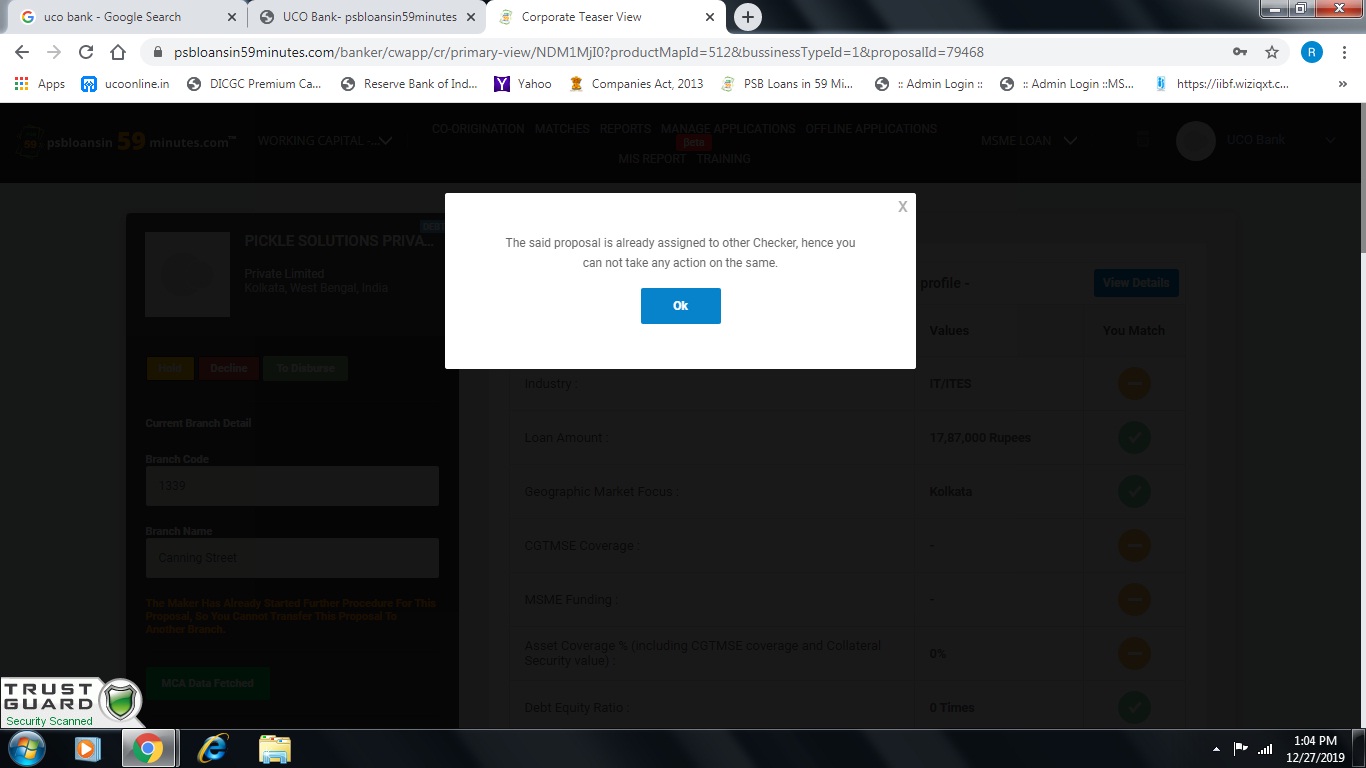 uco bank - Google Search
UCO Bank- psbloansin59minutes
Corporate Teaser View
psbloansin59minutes.com/banker/cwapp/cr/primary-view/NDM1MjI0?productMapId=512&bussinessTypeId=1&proposalId=79468
R
Apps
ucoonline.in
DICGC Premium Ca...
Reserve Bank of Ind...
Yahoo
Companies Act, 2013
PSB Loans in 59 Mi...
:: Admin Login ::
:: Admin Login ::MS...
https://iibf.wiziqxt.c...
»
psbloansin 59 minutes.com™
WORKING CAPITAL -...
CO-ORIGINATION MATCHES REPORTS MANAGE APPLICATIONS OFFLINE APPLICATIONS
Beta
MIS REPORT TRAINING
MSME LOAN
UCO Bank
X
The said proposal is already assigned to other Checker, hence you
can not take any action on the same.
Ok
PICKLE SOLUTIONS PRIVA...
Private Limited
Kolkata, West Bengal, India
Hold
Decline
To Disburse
Current Branch Detail
Branch Code
1339
Branch Name
Canning Street
The Maker Has Already Started Further Procedure For This
Proposal, So You Cannot Transfer This Proposal To
Another Branch.
MCA Data Fetched
profile -
View Details
Values
You Match
Industry :
IT/ITES
Loan Amount :
17,87,000 Rupees
Geographic Market Focus :
Kolkata
CGTMSE Coverage :
-
MSME Funding :
-
Asset Coverage % (including CGTMSE coverage and Collateral
Security value) :
0%
Debt Equity Ratio :
0 Times
TRUST
GUARD
Security Scanned
1:04 PM
12/27/2019